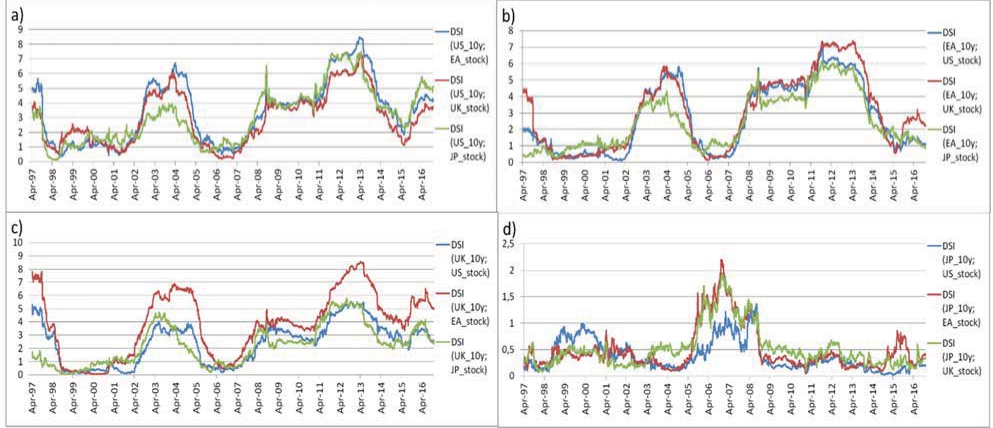 a)
9
8
7
6
5
4
3
2
1
0
Apr-97
Apr-98
Apr-99
Apr-00
Apr-01
Apr-02
Apr-03
Apr-04
Apr-05
Apr-06
Apr-07
Apr-08
Apr-09
Apr-10
Apr-11
Apr-12
Apr-13
Apr-14
Apr-15
Apr-16
DSI
(US_10y;
EA_stock)
DSI
(US_10y;
UK_stock)
DSI
(US_10y;
JP_stock)
b)
8
7
6
5
4
3
2
1
0
Apr-97
Apr-98
Apr-99
Apr-00
Apr-01
Apr-02
Apr-03
Apr-04
Apr-05
Apr-06
Apr-07
Apr-08
Apr-09
Apr-10
Apr-11
Apr-12
Apr-13
Apr-14
Apr-15
Apr-16
DSI
(EA_10y;
US_stock)
DSI
(EA_10y;
UK_stock)
DSI
(EA_10y;
JP_stock)
c)
10
9
8
7
6
5
4
3
2
1
0
Apr-97
Apr-98
Apr-99
Apr-00
Apr-01
Apr-02
Apr-03
Apr-04
Apr-05
Apr-06
Apr-07
Apr-08
Apr-09
Apr-10
Apr-11
Apr-12
Apr-13
Apr-14
Apr-15
Apr-16
DSI
(UK_10y;
US_stock)
DSI
(UK_10y;
EA_stock)
DSI
(UK_10y;
JP_stock)
d)
2,5
2
1,5
1
0,5
0
Apr-97
Apr-98
Apr-99
Apr-00
Apr-01
Apr-02
Apr-03
Apr-04
Apr-05
Apr-06
Apr-07
Apr-08
Apr-09
Apr-10
Apr-11
Apr-12
Apr-13
Apr-14
Apr-15
Apr-16
DSI
(JP_10y;
US_stock)
DSI
(JP_10y;
EA_stock)
DSI
(JP_10y;
UK_stock)